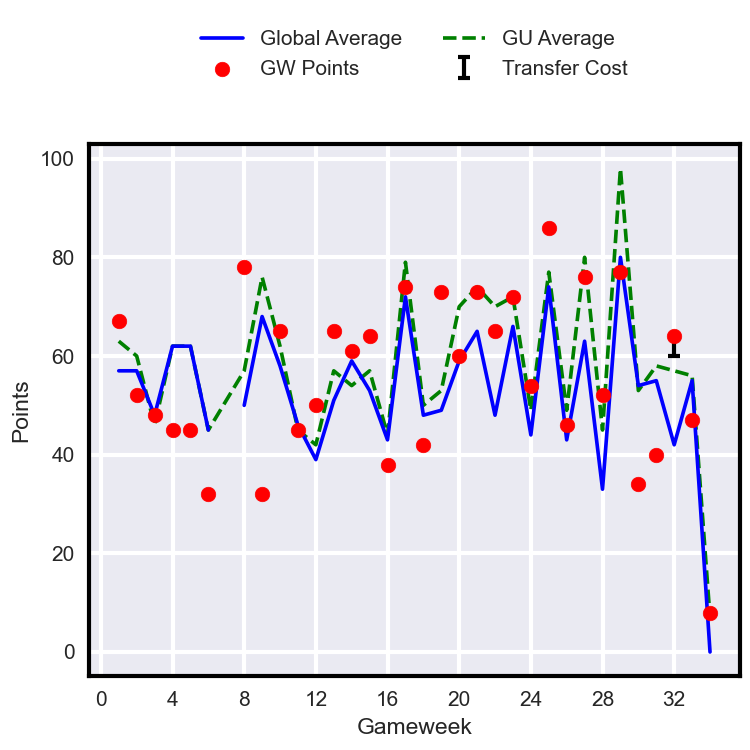 Global Average
GU Average
GW Points
Transfer Cost
100
80
60
40
20
0
Points
0 4 8 12 16 20 24 28 32
Gameweek